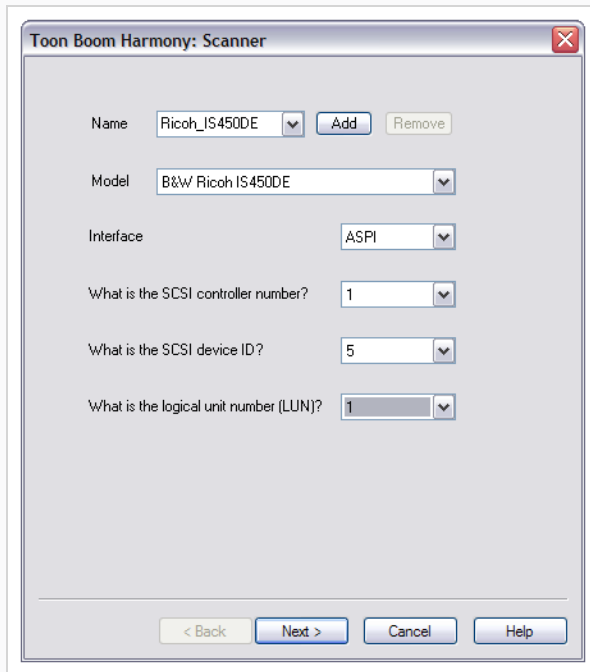 Toon Boom Harmony: Scanner
Name Ricoh_IS450DE Add Remove
Model B&W Ricoh IS450DE
Interface ASPI
What is the SCSI controller number? 1
What is the SCSI device ID? 5
What is the logical unit number (LUN)? 1
< Back Next > Cancel Help